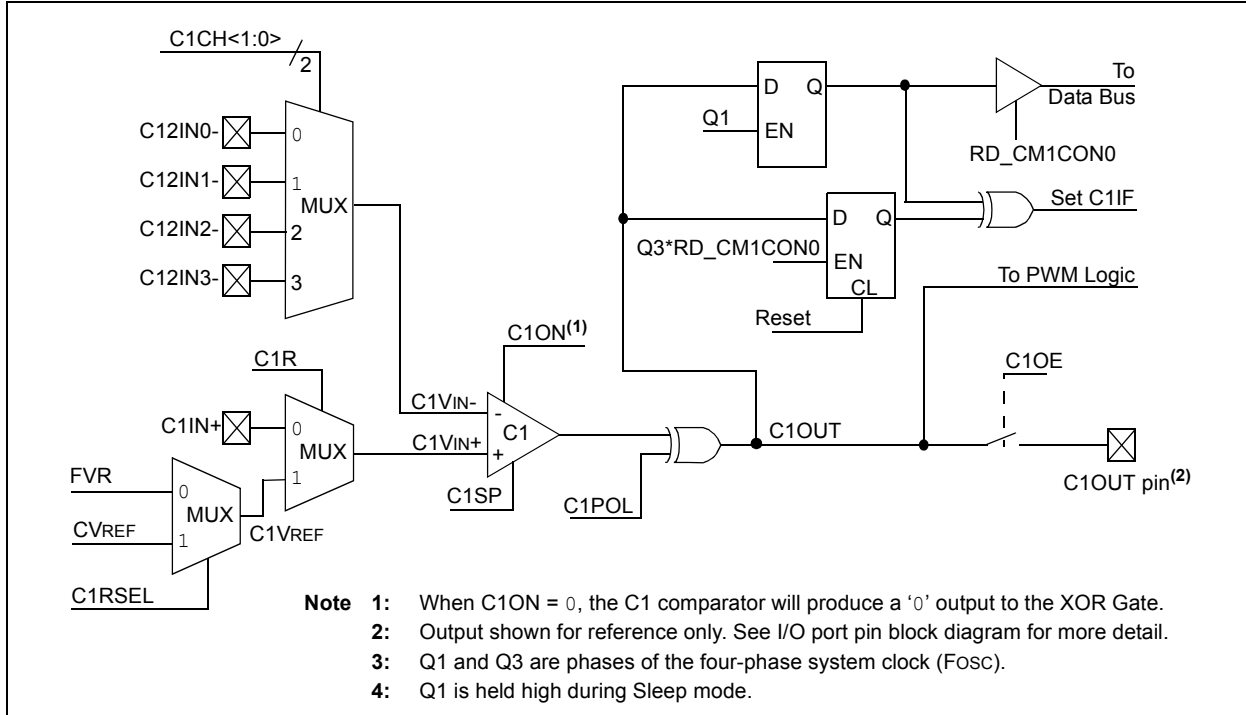 C1CH<1:0>
2
C12IN0-
0
C12IN1-
1
MUX
C12IN2-
2
C12IN3-
3
D Q
Q1
EN
To
Data Bus
RD_CM1CON0
D Q
Set C1IF
Q3*RD_CM1CON0
EN
CL
Reset
To PWM Logic
C1ON(1)
C1OE
C1R
C1VIN-
-
C1
C1IN+
0
MUX
C1VIN+
+
C1OUT
1
C1SP
C1POL
C1OUT pin(2)
FVR
0
MUX
CVREF
1
C1VREF
C1RSEL
Note 1: When C1ON = 0, the C1 comparator will produce a ‘0’ output to the XOR Gate.
2: Output shown for reference only. See I/O port pin block diagram for more detail.
3: Q1 and Q3 are phases of the four-phase system clock (FOSC).
4: Q1 is held high during Sleep mode.